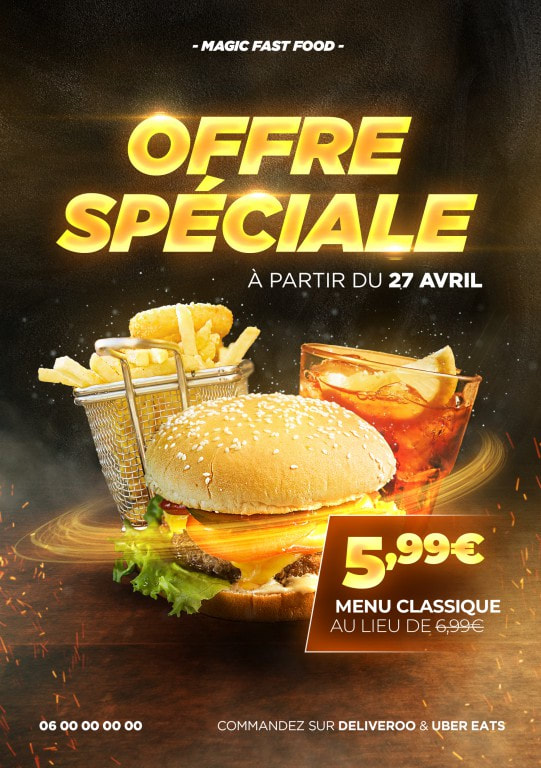 - MAGIC FAST FOOD -
OFFRE
SPÉCIALE
À PARTIR DU 27 AVRIL
5,99€
MENU CLASSIQUE
AU LIEU DE 6,99€
06 00 00 00 00
COMMANDEZ SUR DELIVEROO & UBER EATS